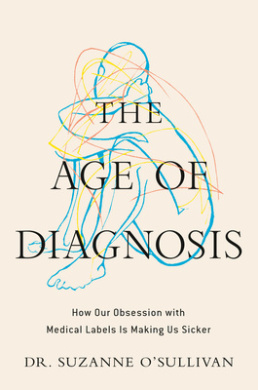 THE
AGE OF
DIAGNOSIS
How Our Obsession with
Medical Labels Is Making Us Sicker
DR. SUZANNE O'SULLIVAN